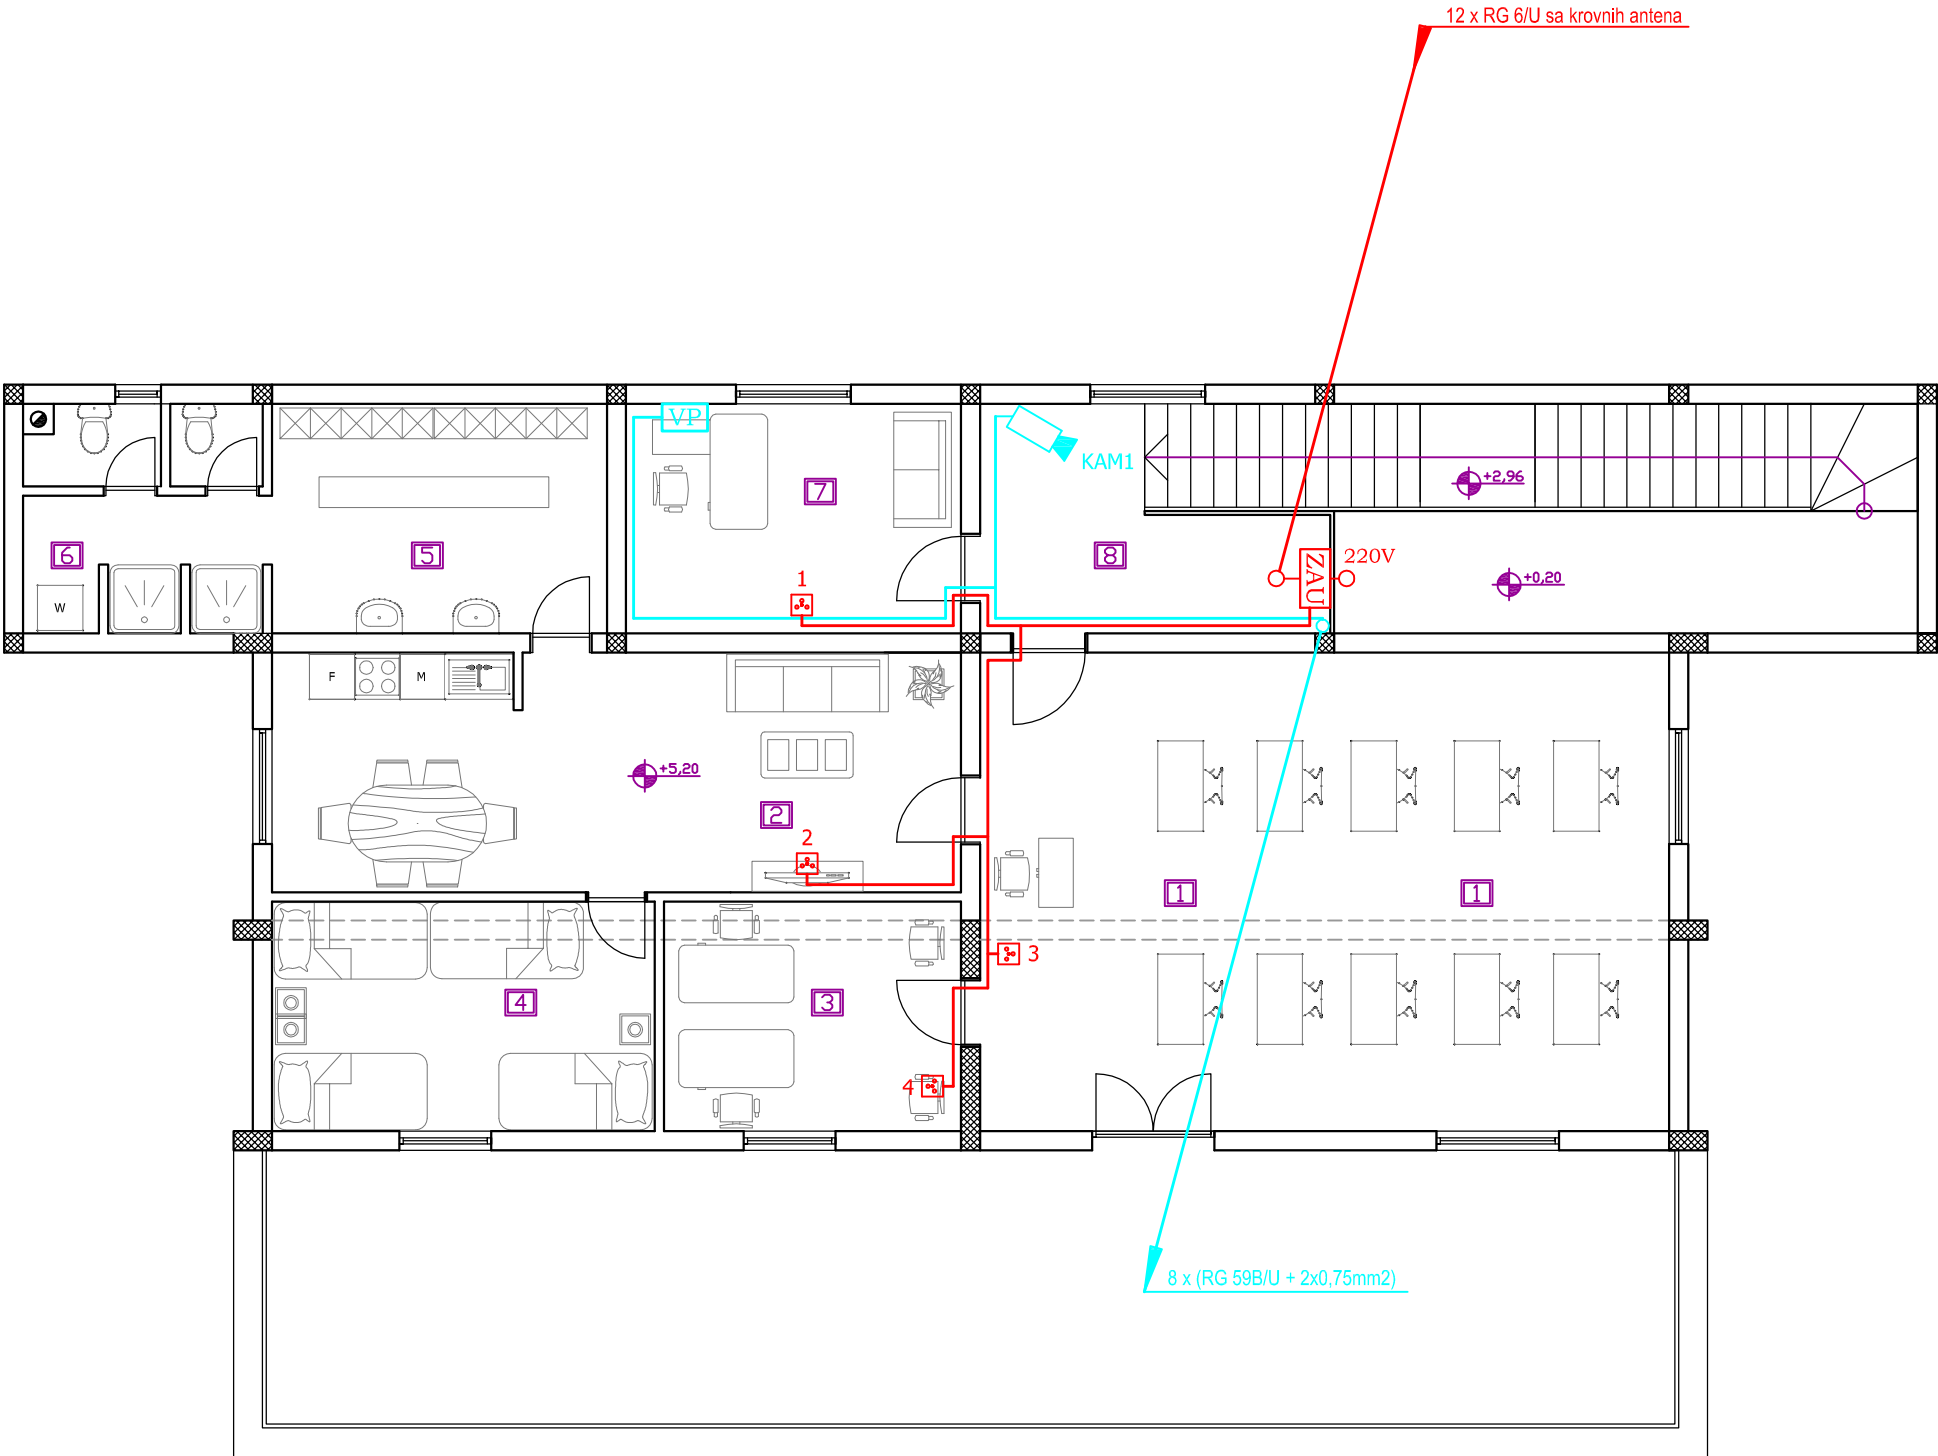 12 x RG 6/U sa krovnih antena
VP
KAM1
7
+2,96
6
5
8
ZAU
220V
+0,20
1
W
F
M
+5,20
2
2
1
1
3
4
3
4
8 x (RG 59B/U + 2x0,75mm2)